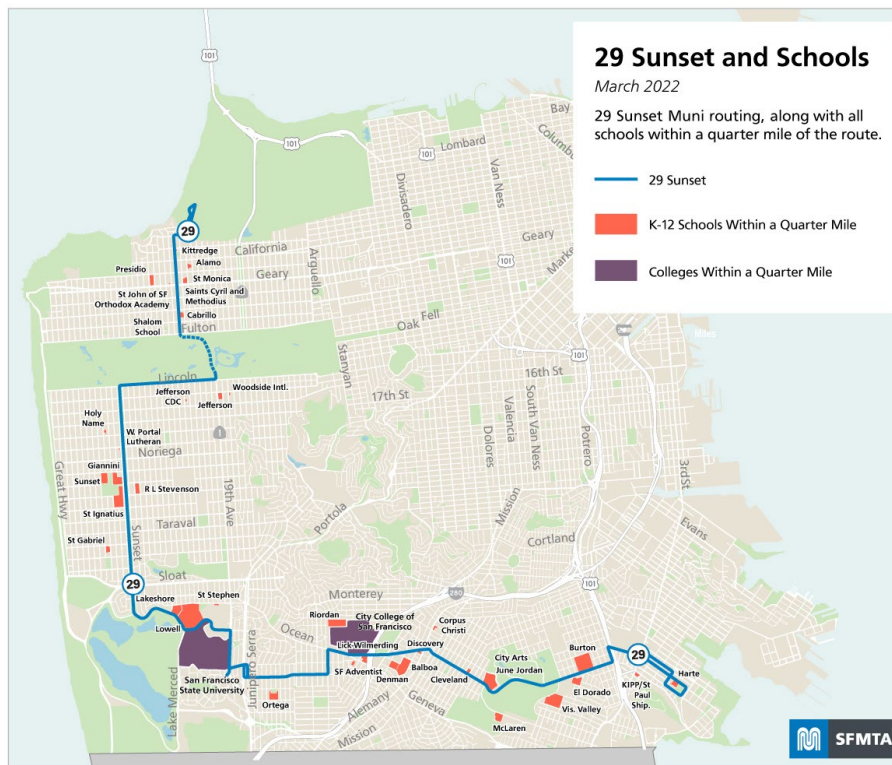 29 Sunset and Schools
March 2022
29 Sunset Muni routing, along with all
schools within a quarter mile of the route.
29 Sunset
K-12 Schools Within a Quarter Mile
Colleges Within a Quarter Mile
101
101
101
Bay
Columbus
Lombard
Van Ness
Divisadero
29
California
Geary
Arguello
Geary
101
Market
Kittredge
Alamo
Presidio
St Monica
St John of SF
Orthodox Academy
Saints Cyril and
Methodius
Cabrillo
Shalom
School
Fulton
Oak Fell
Stanyan
101
Lincoln
Jefferson
CDC
Woodside Intl.
Jefferson
17th St
16th St
Holy
Name
W. Portal
Lutheran
1
Noriega
Valencia
South Van Ness
Dolores
Potrero
3rd St
Giannini
Sunset
R L Stevenson
St Ignatius
Great Hwy
19th Ave
Portola
Mission
Evans
Taraval
Sunset
St Gabriel
Cortland
Sloat
29
Lakeshore
St Stephen
Monterey
280
101
Lowell
Riordan
City College of
San Francisco
Corpus
Christi
Ocean
Lick-Wilmerding
Discovery
Junipero Serra
SF Adventist
Balboa
Denman
Cleveland
City Arts
June Jordan
Burton
29
Harte
San Francisco
State University
Lake Merced
Ortega
Alemany
Geneva
Mission
El Dorado
KIPP/St
Paul
Ship.
Vis. Valley
McLaren
SFMTA